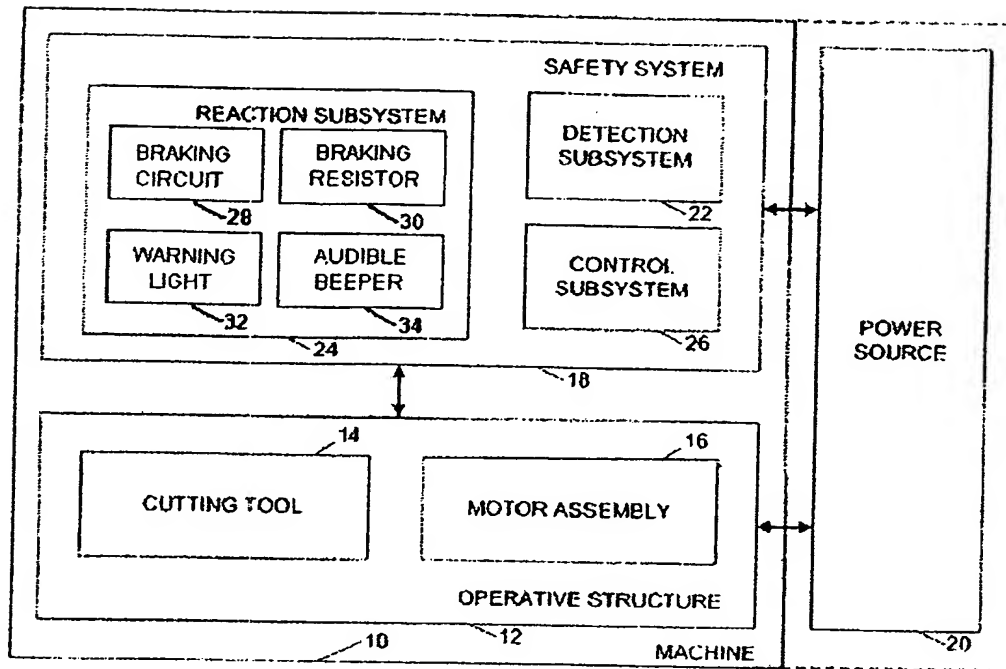 SAFETY SYSTEM
REACTION SUBSYSTEM
BRAKING
CIRCUIT
28
BRAKING
RESISTOR
30
WARNING
LIGHT
32
AUDIBLE
BEEPER
34
24
DETECTION
SUBSYSTEM
22
CONTROL
SUBSYSTEM
26
18
POWER
SOURCE
20
14
CUTTING TOOL
16
MOTOR ASSEMBLY
OPERATIVE STRUCTURE
12
10
MACHINE